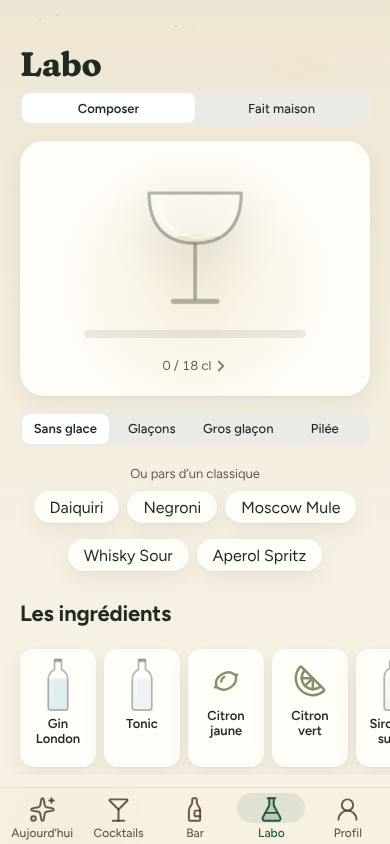 Labo
Composer
Fait maison
0 / 18 cl
Sans glace
Glaçons
Gros glaçon
Pilée
Ou pars d'un classique
Daiquiri
Negroni
Moscow Mule
Whisky Sour
Aperol Spritz
Les ingrédients
Gin
London
Tonic
Citron
jaune
Citron
vert
Aujourd'hui
Cocktails
Bar
Labo
Profil